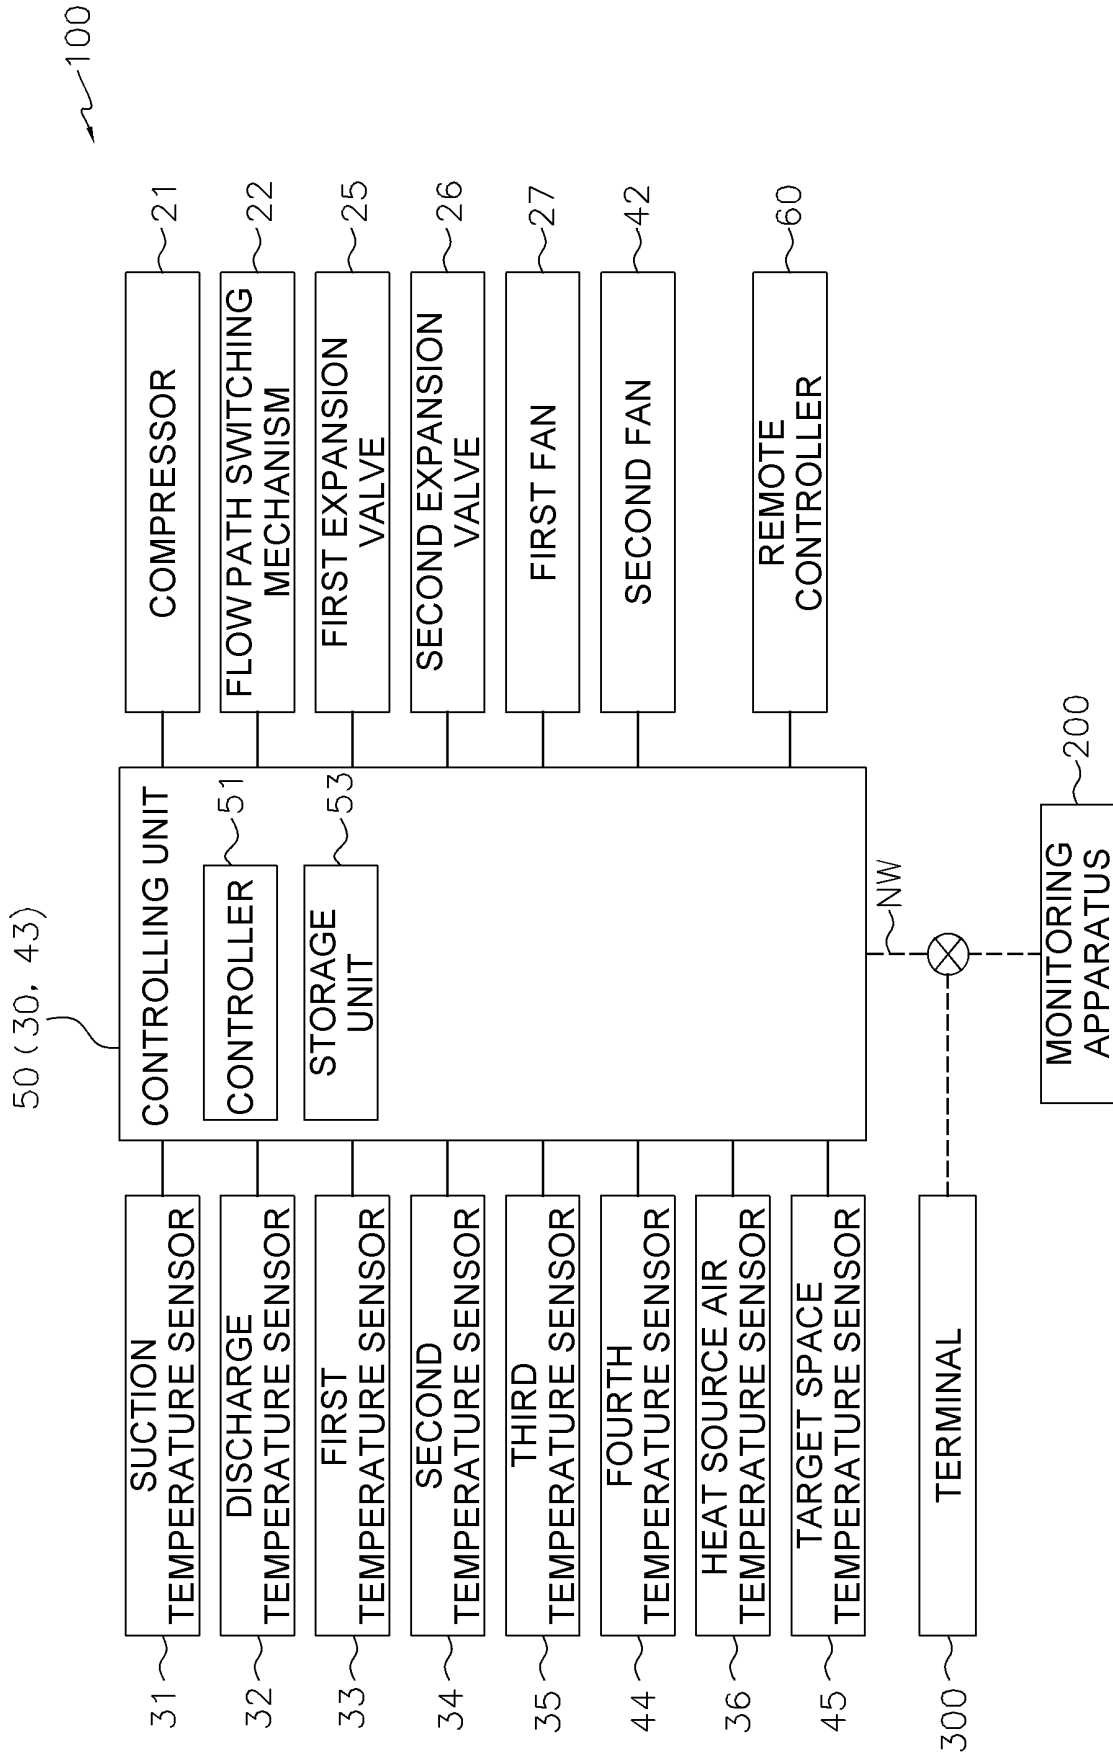 100
50 (30, 43)
CONTROLLING UNIT
CONTROLLER
51
STORAGE
UNIT
53
31
SUCTION
TEMPERATURE SENSOR
32
DISCHARGE
TEMPERATURE SENSOR
33
FIRST
TEMPERATURE SENSOR
34
SECOND
TEMPERATURE SENSOR
35
THIRD
TEMPERATURE SENSOR
44
FOURTH
TEMPERATURE SENSOR
36
HEAT SOURCE AIR
TEMPERATURE SENSOR
45
TARGET SPACE
TEMPERATURE SENSOR
300
TERMINAL
COMPRESSOR
21
FLOW PATH SWITCHING
MECHANISM
22
FIRST EXPANSION
VALVE
25
SECOND EXPANSION
VALVE
26
FIRST FAN
27
SECOND FAN
42
REMOTE
CONTROLLER
60
NW
MONITORING
APPARATUS
200